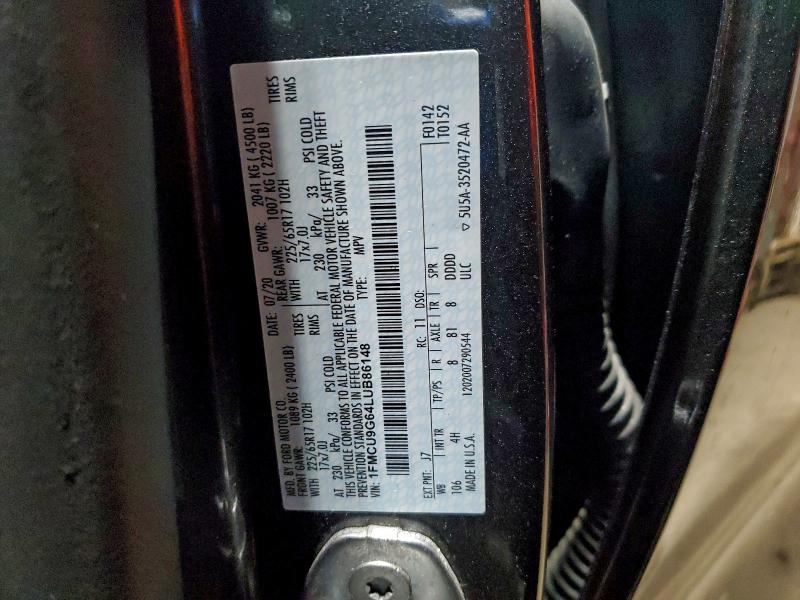 MFD. BY FORD MOTOR CO.
DATE: 07/20 GVWR: 2041 KG ( 4500 LB)
FRONT GAWR: 1089 KG ( 2400 LB) REAR GAWR: 1007 KG ( 2220 LB)
WITH 225/65R17 102H TIRES WITH 225/65R17 102H TIRES
17x7.0J RIMS 17x7.0J RIMS
AT 230 kPa/ 33 PSI COLD AT 230 kPa/ 33 PSI COLD
THIS VEHICLE CONFORMS TO ALL APPLICABLE FEDERAL MOTOR VEHICLE SAFETY AND THEFT
PREVENTION STANDARDS IN EFFECT ON THE DATE OF MANUFACTURE SHOWN ABOVE.
VIN: 1FMCU9G64LUB86148 TYPE: MPV
EXT PNT: J7 RC: 11 DSO: F0142
WB INT TR TP/PS R AXLE TR SPR T0152
106 4H 8 81 8 DDDD
MADE IN U.S.A. 1202007290544 ULC
▽ 5U5A-3520472-AA